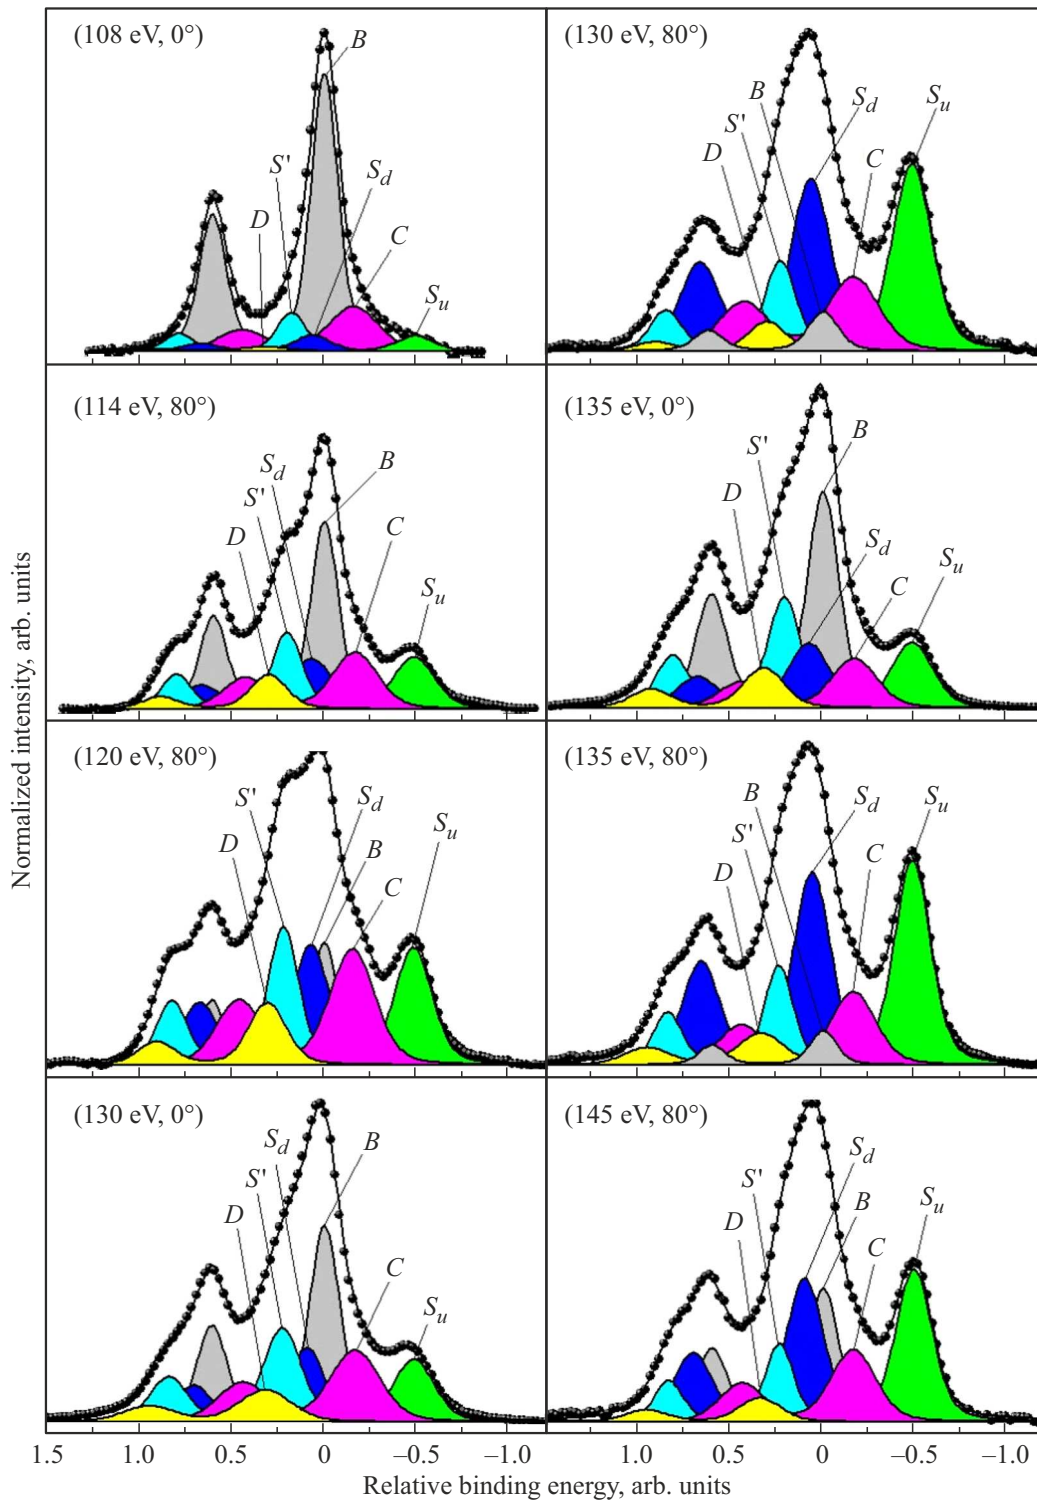 (108 eV, 0°)
B
S'
S_d
D
C
S_u
(130 eV, 80°)
B
S_d
S_u
S'
D
C
(114 eV, 80°)
B
S_d
S'
D
C
S_u
(135 eV, 0°)
B
S'
D
S_d
S_u
C
(120 eV, 80°)
S'
S_d
S_u
D
B
C
(135 eV, 80°)
B
S_d
S_u
S'
C
D
(130 eV, 0°)
S_d
B
S'
D
C
S_u
(145 eV, 80°)
S_d
S'
B
S_u
D
C
1.5 1.0 0.5 0 –0.5 –1.0
1.0 0.5 0 –0.5 –1.0
Relative binding energy, arb. units
Normalized intensity, arb. units